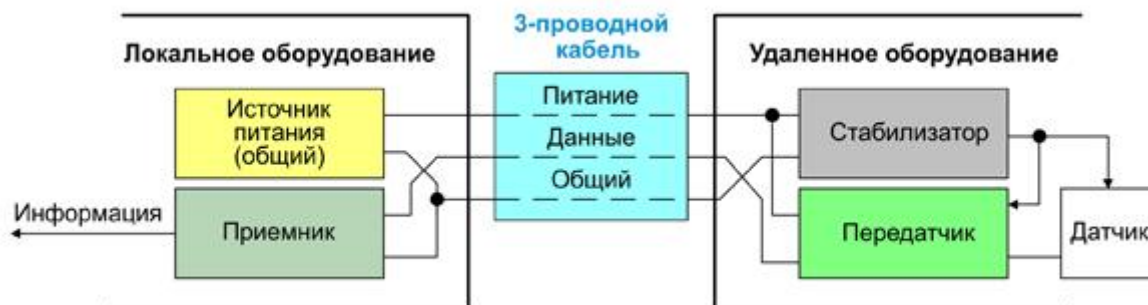 3-проводной
кабель
Локальное оборудование
Удаленное оборудование
Источник
питания
(общий)
Питание
Данные
Общий
Стабилизатор
Информация
Приемник
Передатчик
Датчик